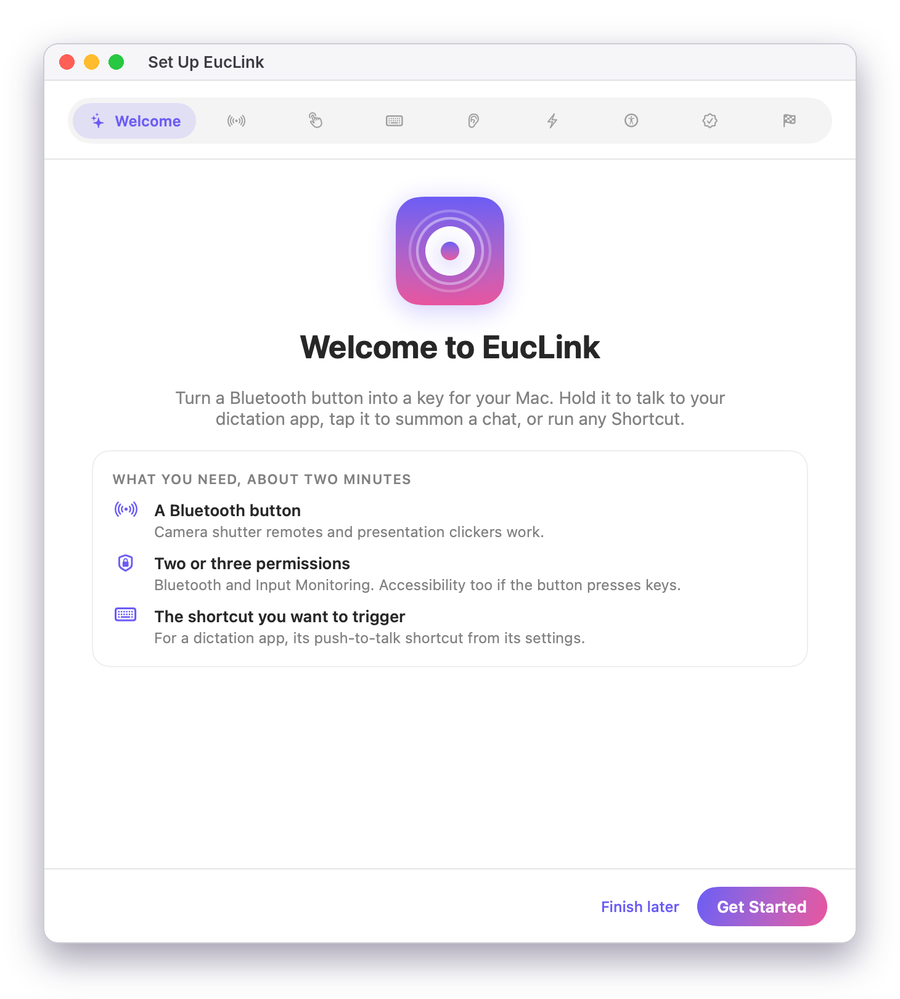 Set Up EucLink
Welcome
Welcome to EucLink
Turn a Bluetooth button into a key for your Mac. Hold it to talk to your
dictation app, tap it to summon a chat, or run any Shortcut.
WHAT YOU NEED, ABOUT TWO MINUTES
A Bluetooth button
Camera shutter remotes and presentation clickers work.
Two or three permissions
Bluetooth and Input Monitoring. Accessibility too if the button presses keys.
The shortcut you want to trigger
For a dictation app, its push-to-talk shortcut from its settings.
Finish later
Get Started